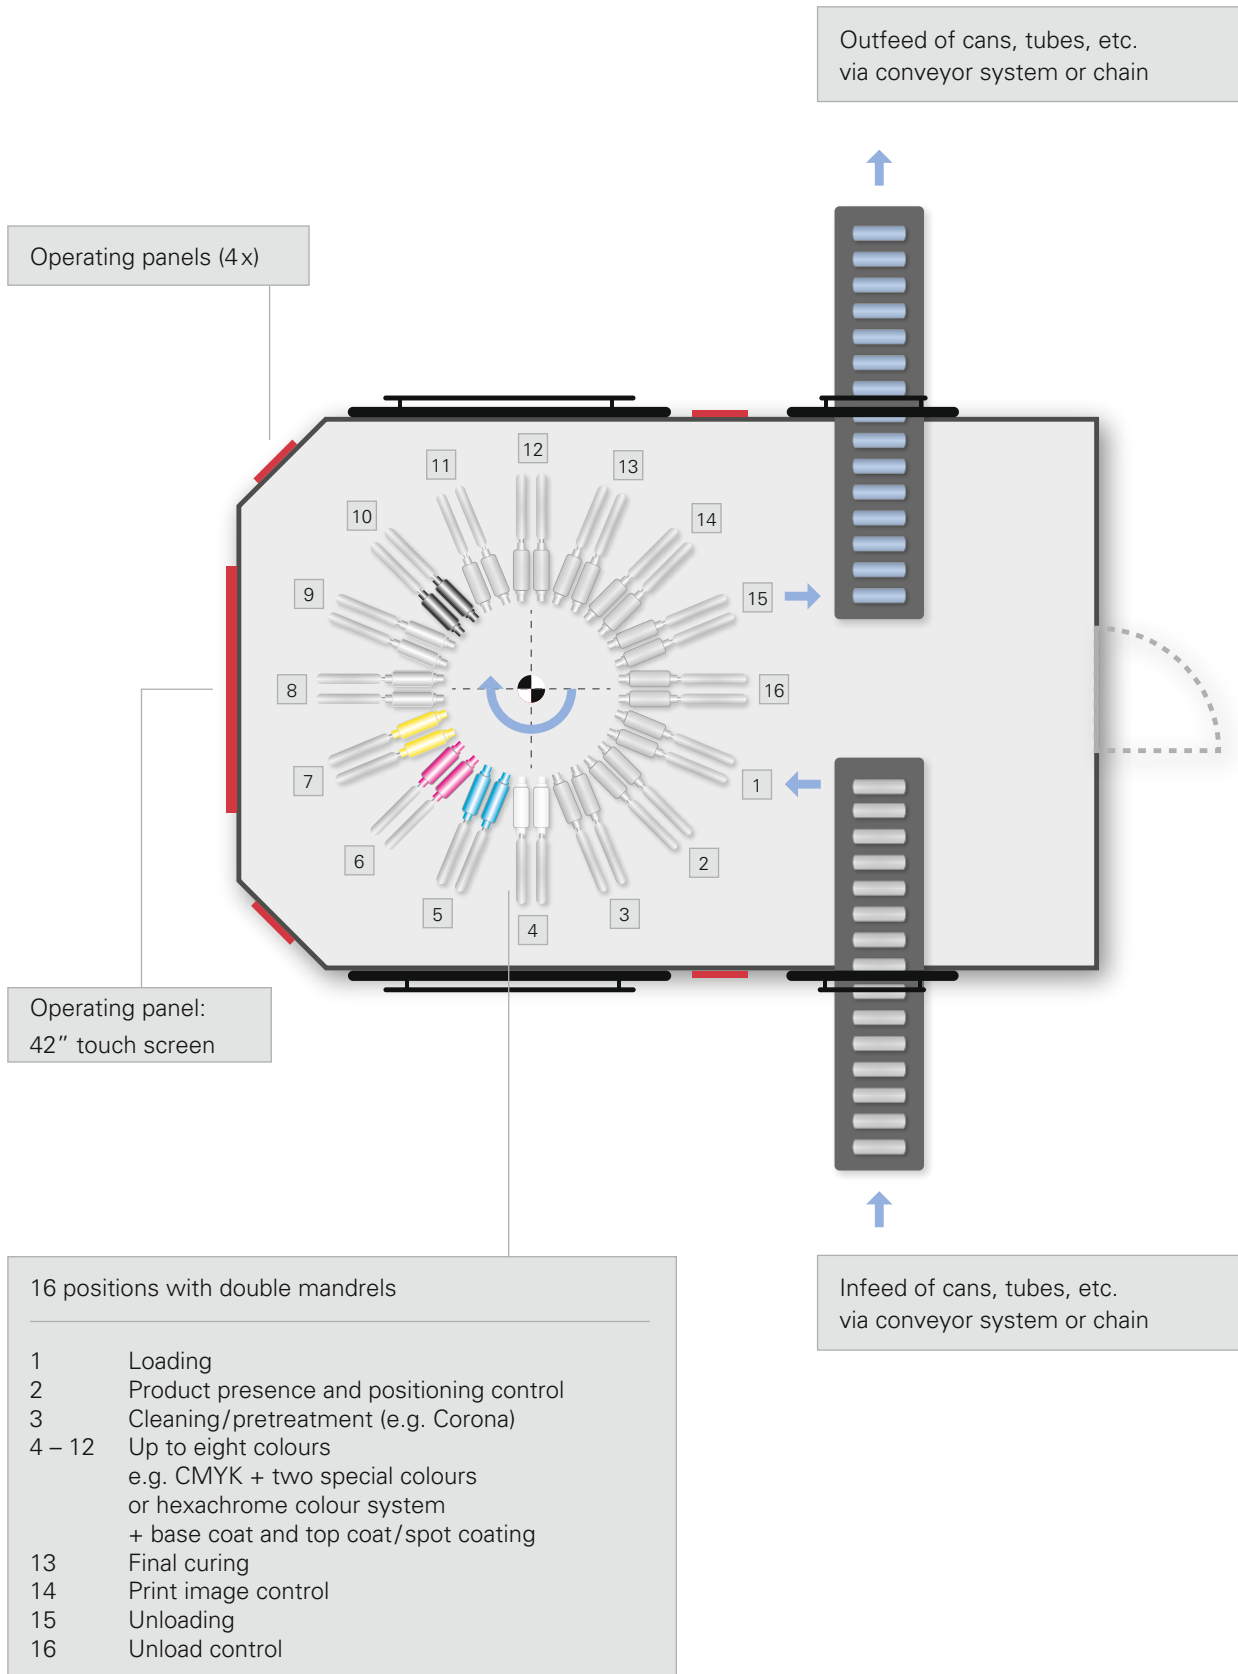 Outfeed of cans, tubes, etc.
via conveyor system or chain
Operating panels (4x)
12
11
13
10
14
9
15
8
16
7
1
6
2
5
3
4
Operating panel:
42” touch screen
16 positions with double mandrels
1 Loading
2 Product presence and positioning control
3 Cleaning/pretreatment (e.g. Corona)
4 – 12 Up to eight colours
e.g. CMYK + two special colours
or hexachrome colour system
+ base coat and top coat/spot coating
13 Final curing
14 Print image control
15 Unloading
16 Unload control
Infeed of cans, tubes, etc.
via conveyor system or chain